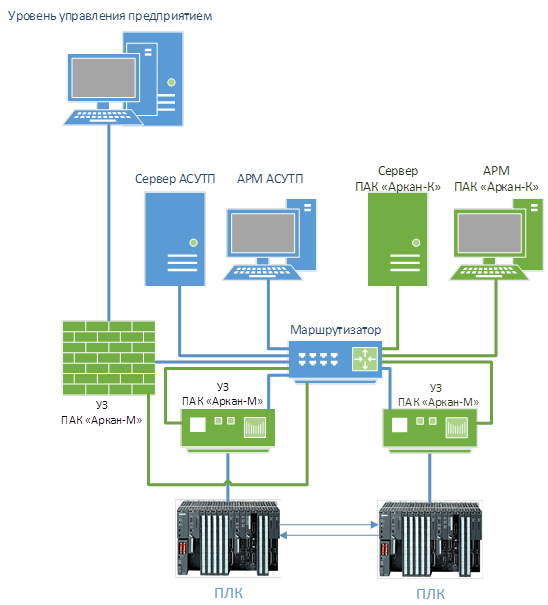 Уровень управления предприятием
Сервер АСУТП
АРМ АСУТП
Сервер
ПАК «Аркан-К»
АРМ
ПАК «Аркан-К»
Маршрутизатор
УЗ
ПАК «Аркан-М»
УЗ
ПАК «Аркан-М»
УЗ
ПАК «Аркан-М»
ПЛК
ПЛК